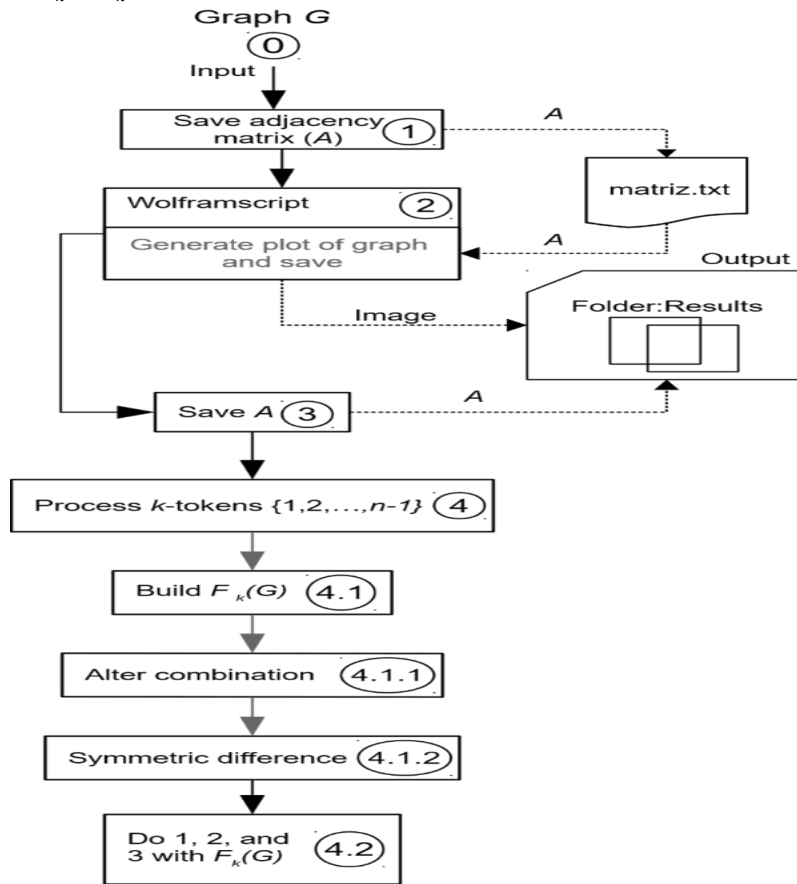 Graph G
0
Input
Save adjacency
matrix (A)
1
A
matriz.txt
Wolframscript
2
Generate plot of graph
and save
A
Output
Image
Folder:Results
Save A
3
A
Process k-tokens {1,2,...,n-1}
4
Build F k(G)
4.1
Alter combination
4.1.1
Symmetric difference
4.1.2
Do 1, 2, and
3 with Fk(G)
4.2